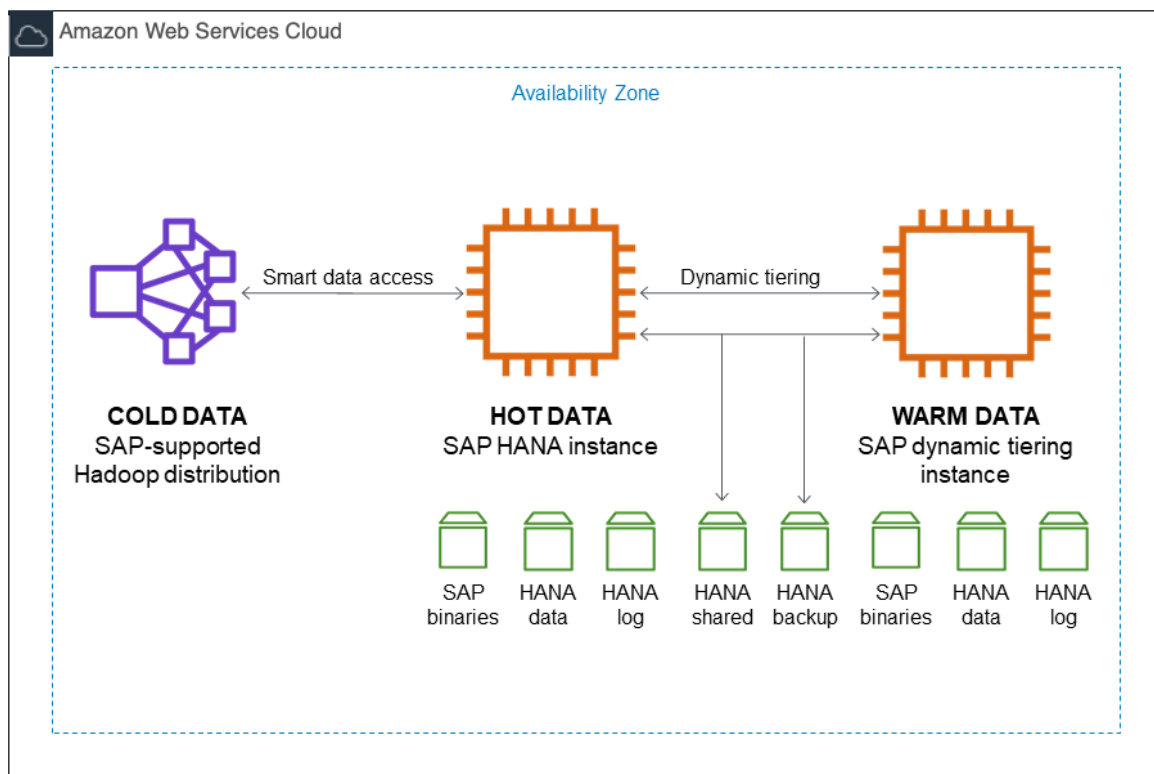 Amazon Web Services Cloud
Availability Zone
Smart data access
Dynamic tiering
COLD DATA
SAP-supported
Hadoop distribution
HOT DATA
SAP HANA instance
WARM DATA
SAP dynamic tiering
instance
SAP
binaries
HANA
data
HANA
log
HANA
shared
HANA
backup
SAP
binaries
HANA
data
HANA
log